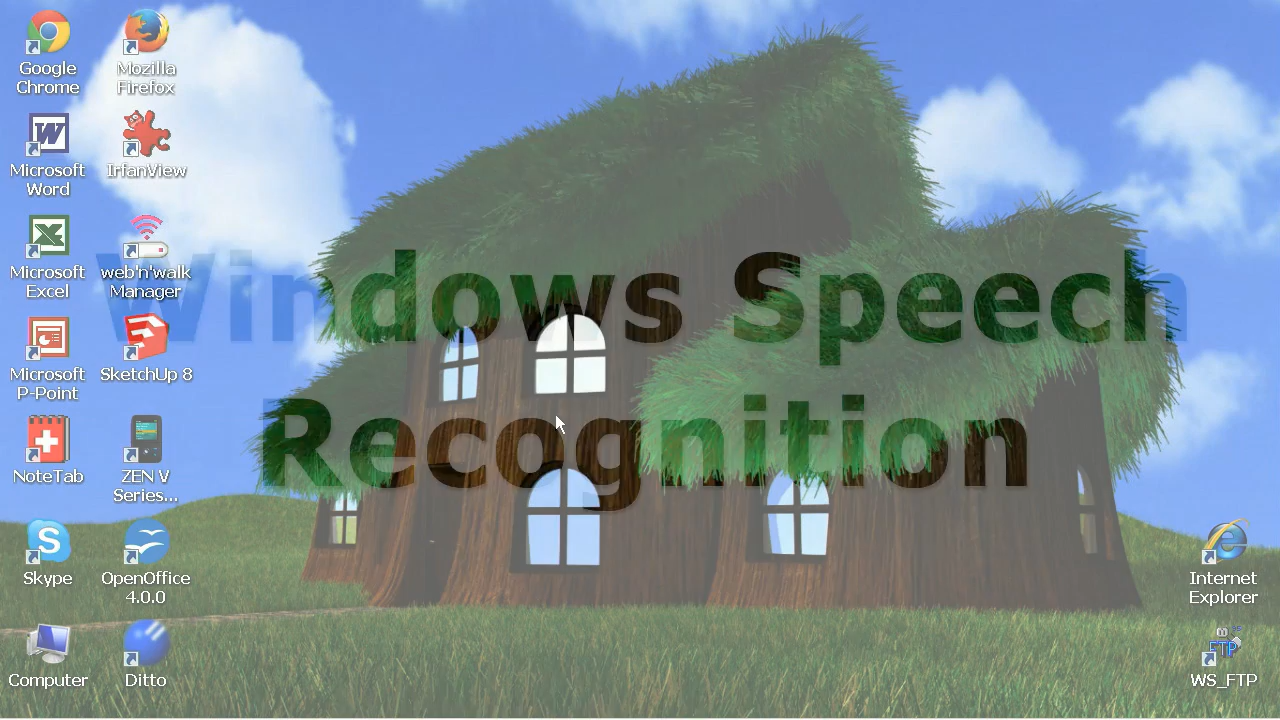 Google
Chrome
Mozilla
Firefox
Microsoft
Word
IrfanView
Microsoft
Excel
web'n'walk
Manager
Microsoft
P-Point
SketchUp 8
NoteTab
ZEN V
Series...
Skype
OpenOffice
4.0.0
Computer
Ditto
Windows Speech
Recognition
Internet
Explorer
FTP
WS_FTP